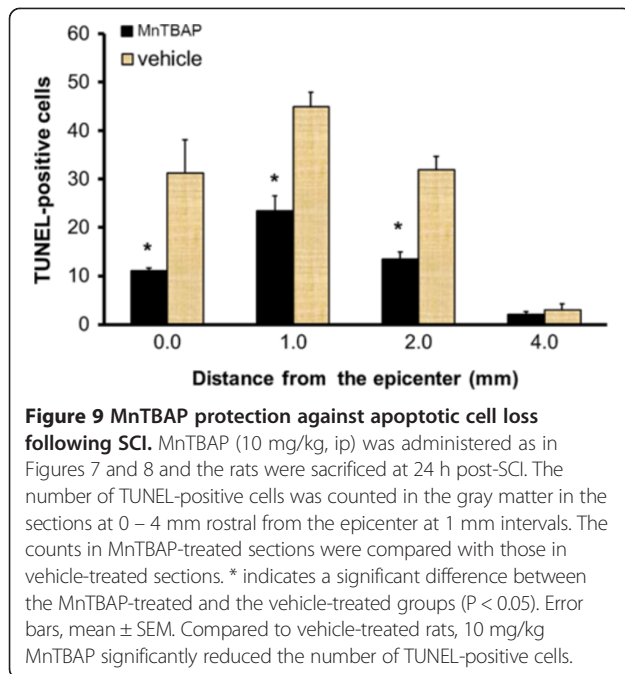 MnTBAP
vehicle
60
50
40
30
20
10
0
TUNEL-positive cells
* * *
0.0 1.0 2.0 4.0
Distance from the epicenter (mm)
Figure 9 MnTBAP protection against apoptotic cell loss
following SCI. MnTBAP (10 mg/kg, ip) was administered as in
Figures 7 and 8 and the rats were sacrificed at 24 h post-SCI. The
number of TUNEL-positive cells was counted in the gray matter in the
sections at 0 – 4 mm rostral from the epicenter at 1 mm intervals. The
counts in MnTBAP-treated sections were compared with those in
vehicle-treated sections. * indicates a significant difference between
the MnTBAP-treated and the vehicle-treated groups (P < 0.05). Error
bars, mean ± SEM. Compared to vehicle-treated rats, 10 mg/kg
MnTBAP significantly reduced the number of TUNEL-positive cells.